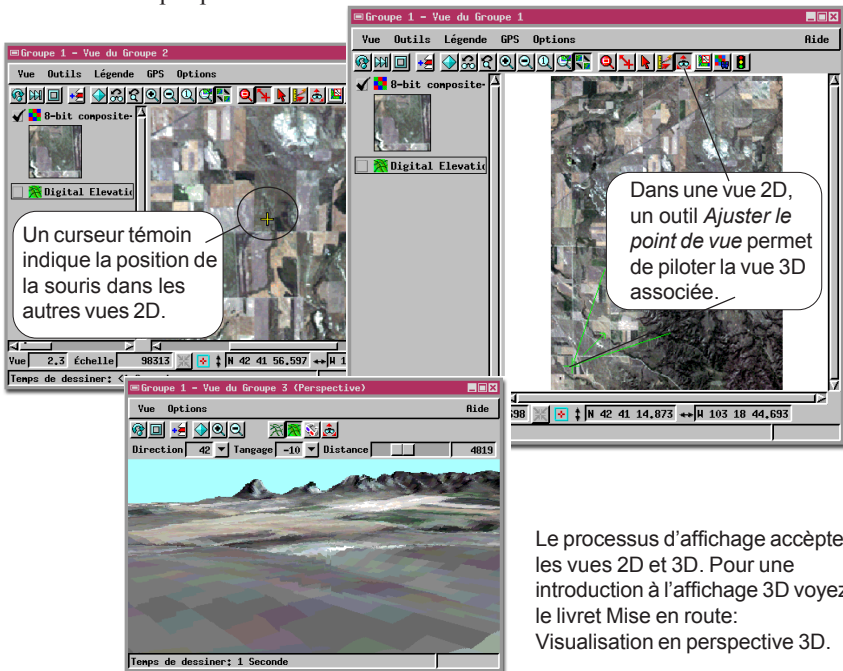 Groupe 1 - Vue du Groupe 2
Vue Outils Légende GPS Options
8-bit composite-
Digital Elevatio
Un curseur témoin
indique la position de
la souris dans les
autres vues 2D.
Vue 2.3 Échelle 98313 N 42 41 56.597 W 1
Temps de dessiner: <
Groupe 1 - Vue du Groupe 1
Vue Outils Légende GPS Options Aide
8-bit composite-
Digital Elevatio
Dans une vue 2D,
un outil Ajuster le
point de vue permet
de piloter la vue 3D
associée.
698 N 42 41 14.873 W 103 18 44.693
Groupe 1 - Vue du Groupe 3 (Perspective)
Vue Options Aide
Direction 42 Tangage -10 Distance 4819
Temps de dessiner: 1 Seconde
Le processus d'affichage accèpte
les vues 2D et 3D. Pour une
introduction à l'affichage 3D voyez
le livret Mise en route:
Visualisation en perspective 3D.